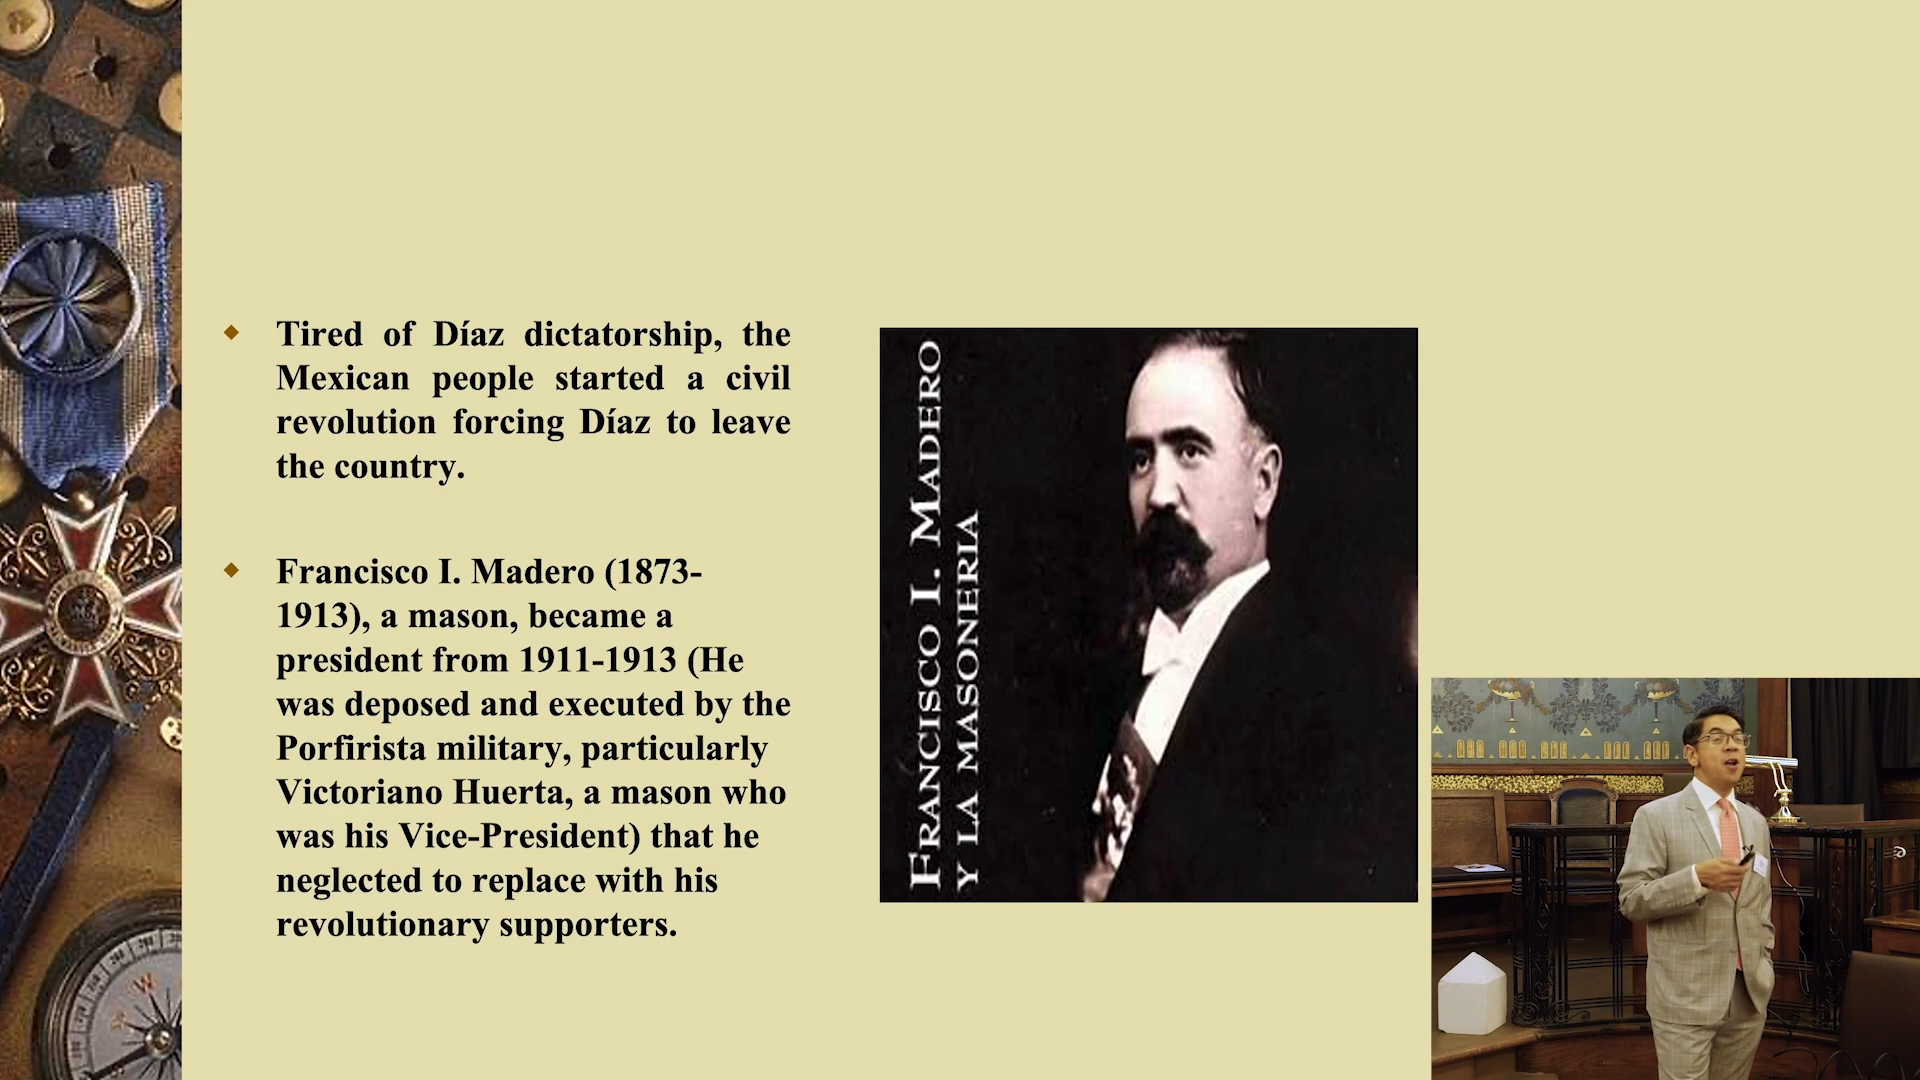 Tired of Díaz dictatorship, the
Mexican people started a civil
revolution forcing Díaz to leave
the country.
Francisco I. Madero (1873-
1913), a mason, became a
president from 1911-1913 (He
was deposed and executed by the
Porfirista military, particularly
Victoriano Huerta, a mason who
was his Vice-President) that he
neglected to replace with his
revolutionary supporters.
FRANCISCO I. MADERO
Y LA MASONERIA
W